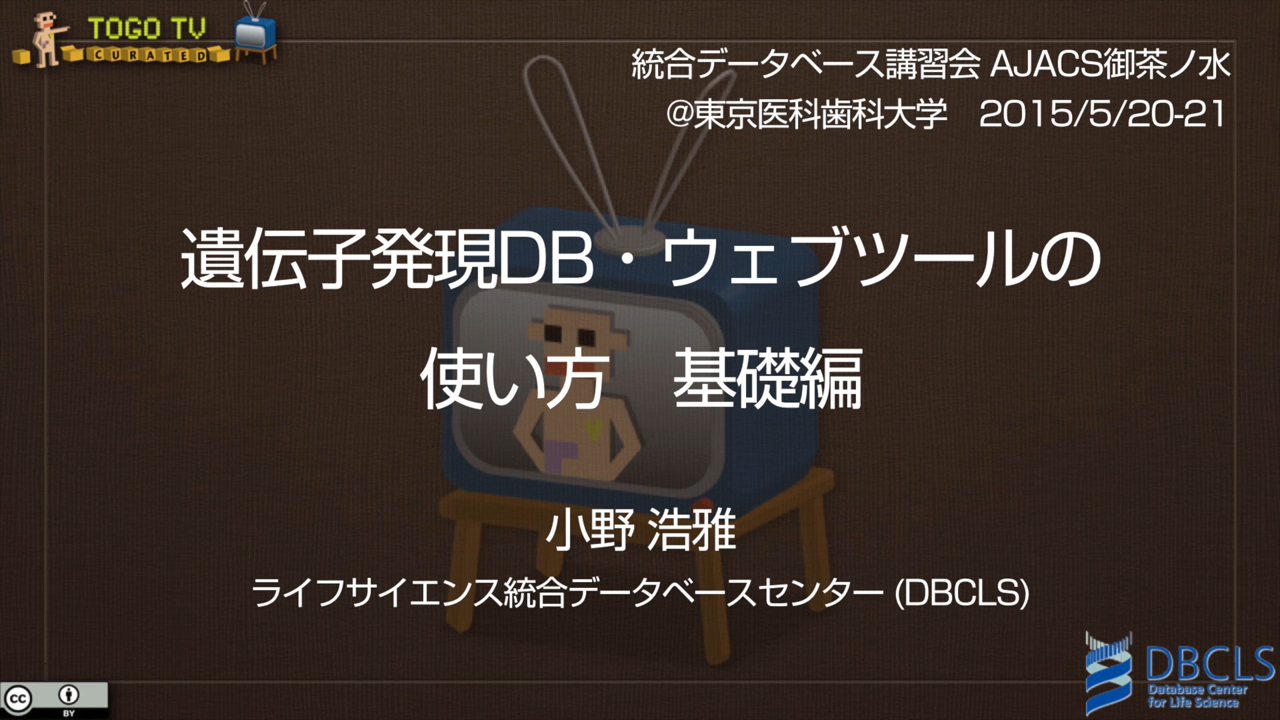 TOGO TV
CURATED
統合データベース講習会 AJACS御茶ノ水
@東京医科歯科大学　2015/5/20-21
遺伝子発現DB・ウェブツールの
使い方　基礎編
小野 浩雅
ライフサイエンス統合データベースセンター (DBCLS)
cc
BY
DBCLS
Database Center
for Life Science